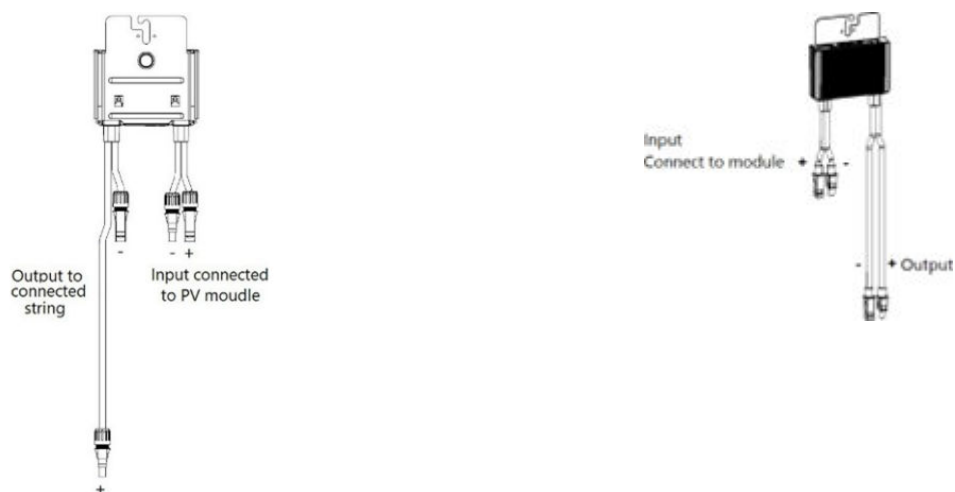 Output to
connected
string
-
- +
Input connected
to PV moudle
+
Input
Connect to module + -
- + Output